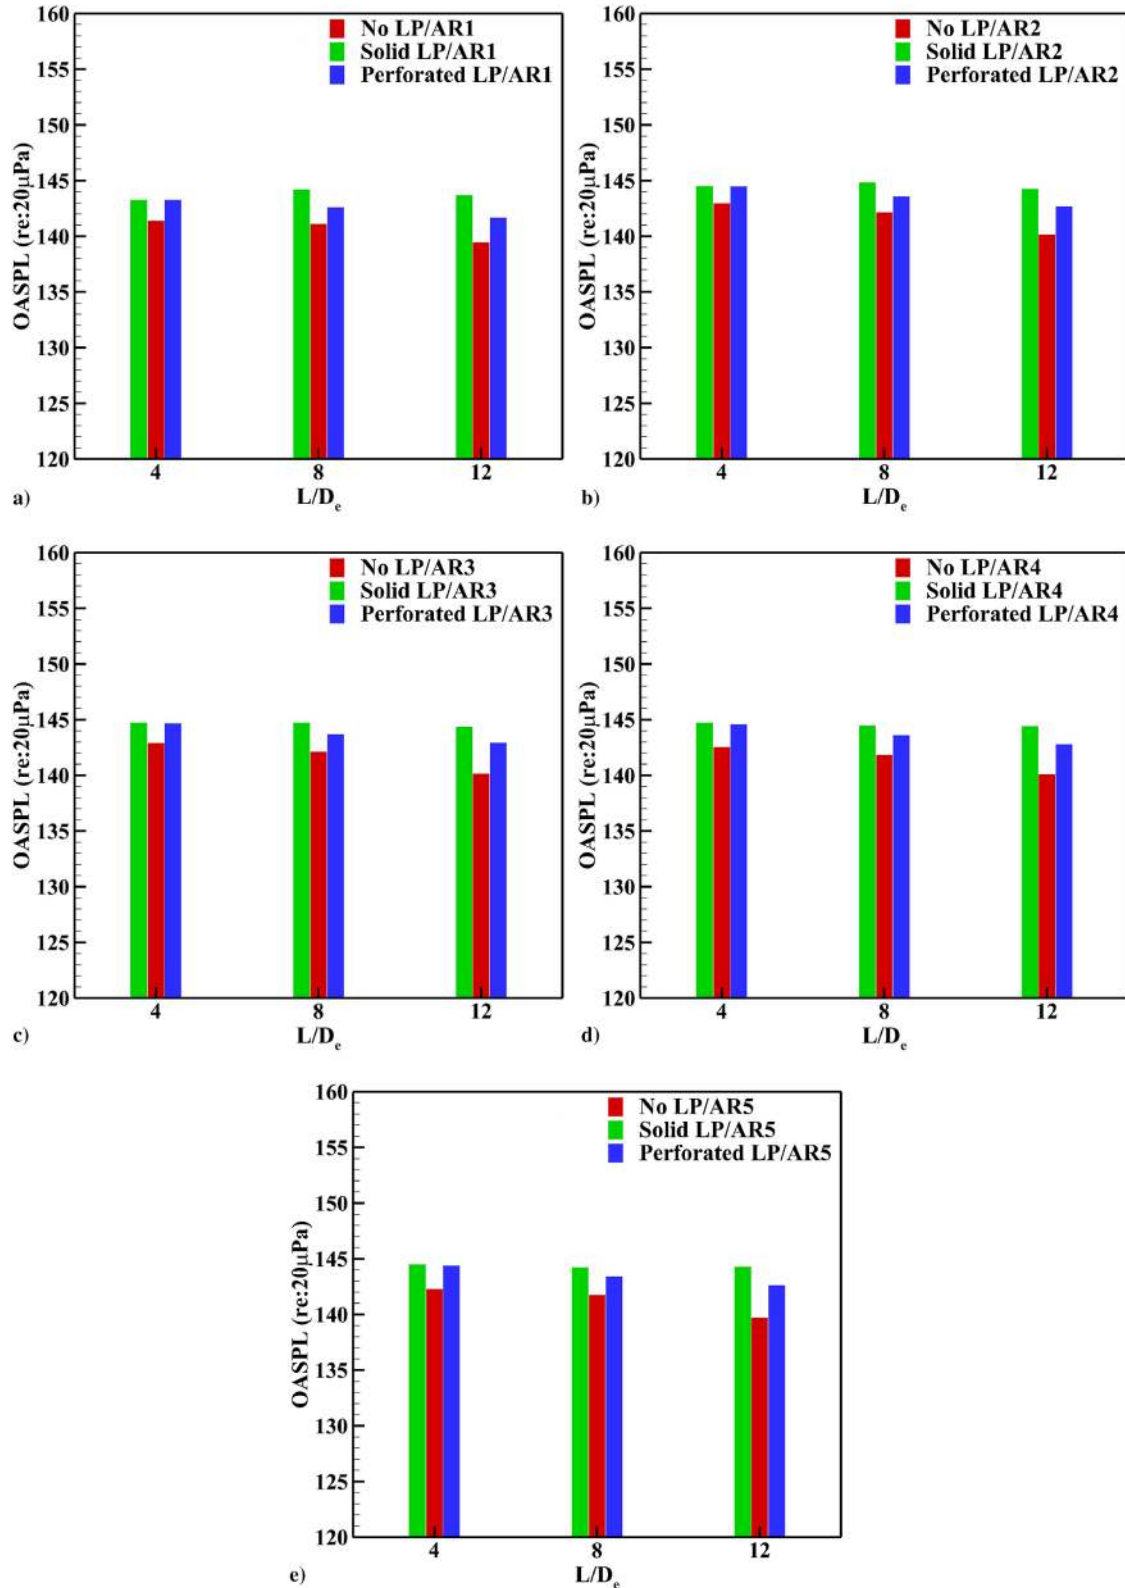 160
155
150
145
140
135
130
125
120
OASPL (re:20μPa)
No LP/AR1
Solid LP/AR1
Perforated LP/AR1
4 8 12
L/Dₑ
a)
160
155
150
145
140
135
130
125
120
OASPL (re:20μPa)
No LP/AR2
Solid LP/AR2
Perforated LP/AR2
4 8 12
L/Dₑ
b)
160
155
150
145
140
135
130
125
120
OASPL (re:20μPa)
No LP/AR3
Solid LP/AR3
Perforated LP/AR3
4 8 12
L/Dₑ
c)
160
155
150
145
140
135
130
125
120
OASPL (re:20μPa)
No LP/AR4
Solid LP/AR4
Perforated LP/AR4
4 8 12
L/Dₑ
d)
160
155
150
145
140
135
130
125
120
OASPL (re:20μPa)
No LP/AR5
Solid LP/AR5
Perforated LP/AR5
4 8 12
L/Dₑ
e)